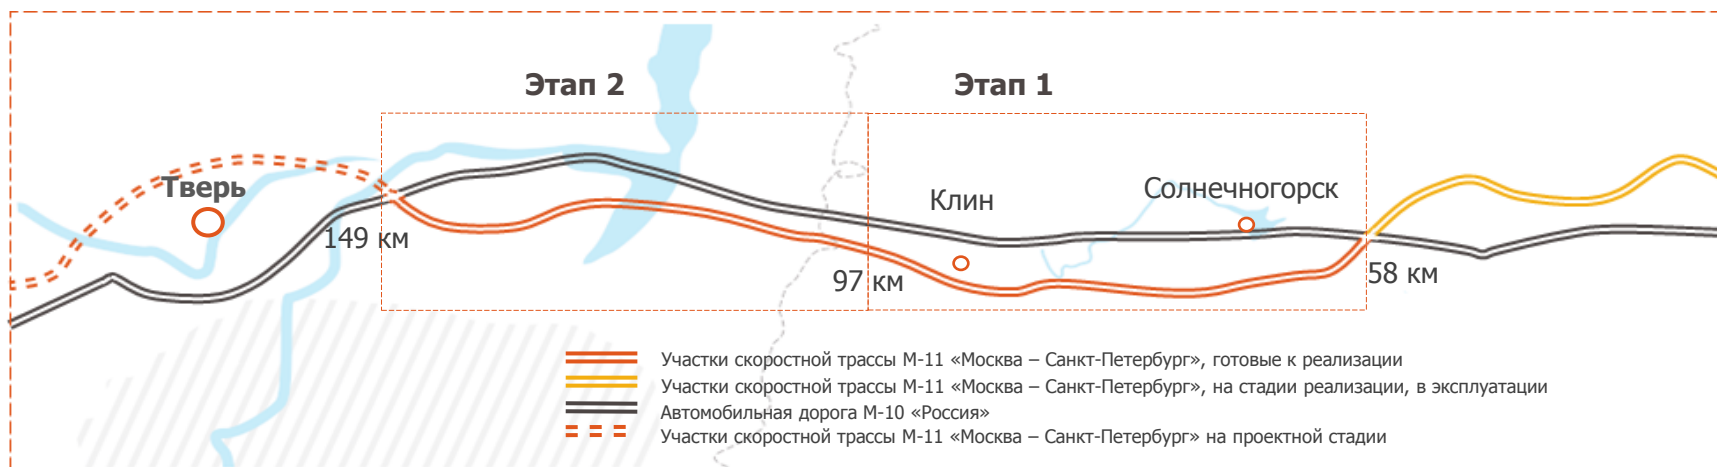 Этап 2
Этап 1
Тверь
Клин
Солнечногорск
149 км
97 км
58 км
Участки скоростной трассы М-11 «Москва – Санкт-Петербург», готовые к реализации
Участки скоростной трассы М-11 «Москва – Санкт-Петербург», на стадии реализации, в эксплуатации
Автомобильная дорога М-10 «Россия»
Участки скоростной трассы М-11 «Москва – Санкт-Петербург» на проектной стадии